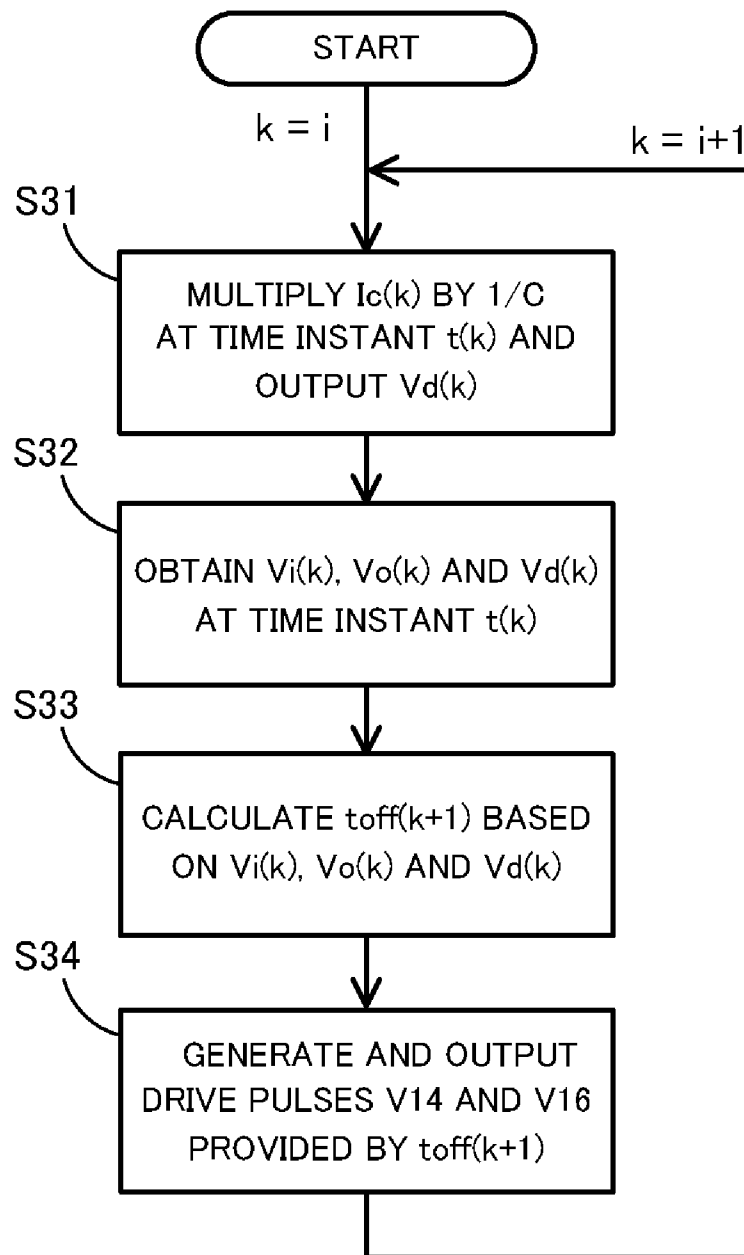 START
k = i
k = i+1
S31
MULTIPLY Ic(k) BY 1/C
AT TIME INSTANT t(k) AND
OUTPUT Vd(k)
S32
OBTAIN Vi(k), Vo(k) AND Vd(k)
AT TIME INSTANT t(k)
S33
CALCULATE toff(k+1) BASED
ON Vi(k), Vo(k) AND Vd(k)
S34
GENERATE AND OUTPUT
DRIVE PULSES V14 AND V16
PROVIDED BY toff(k+1)